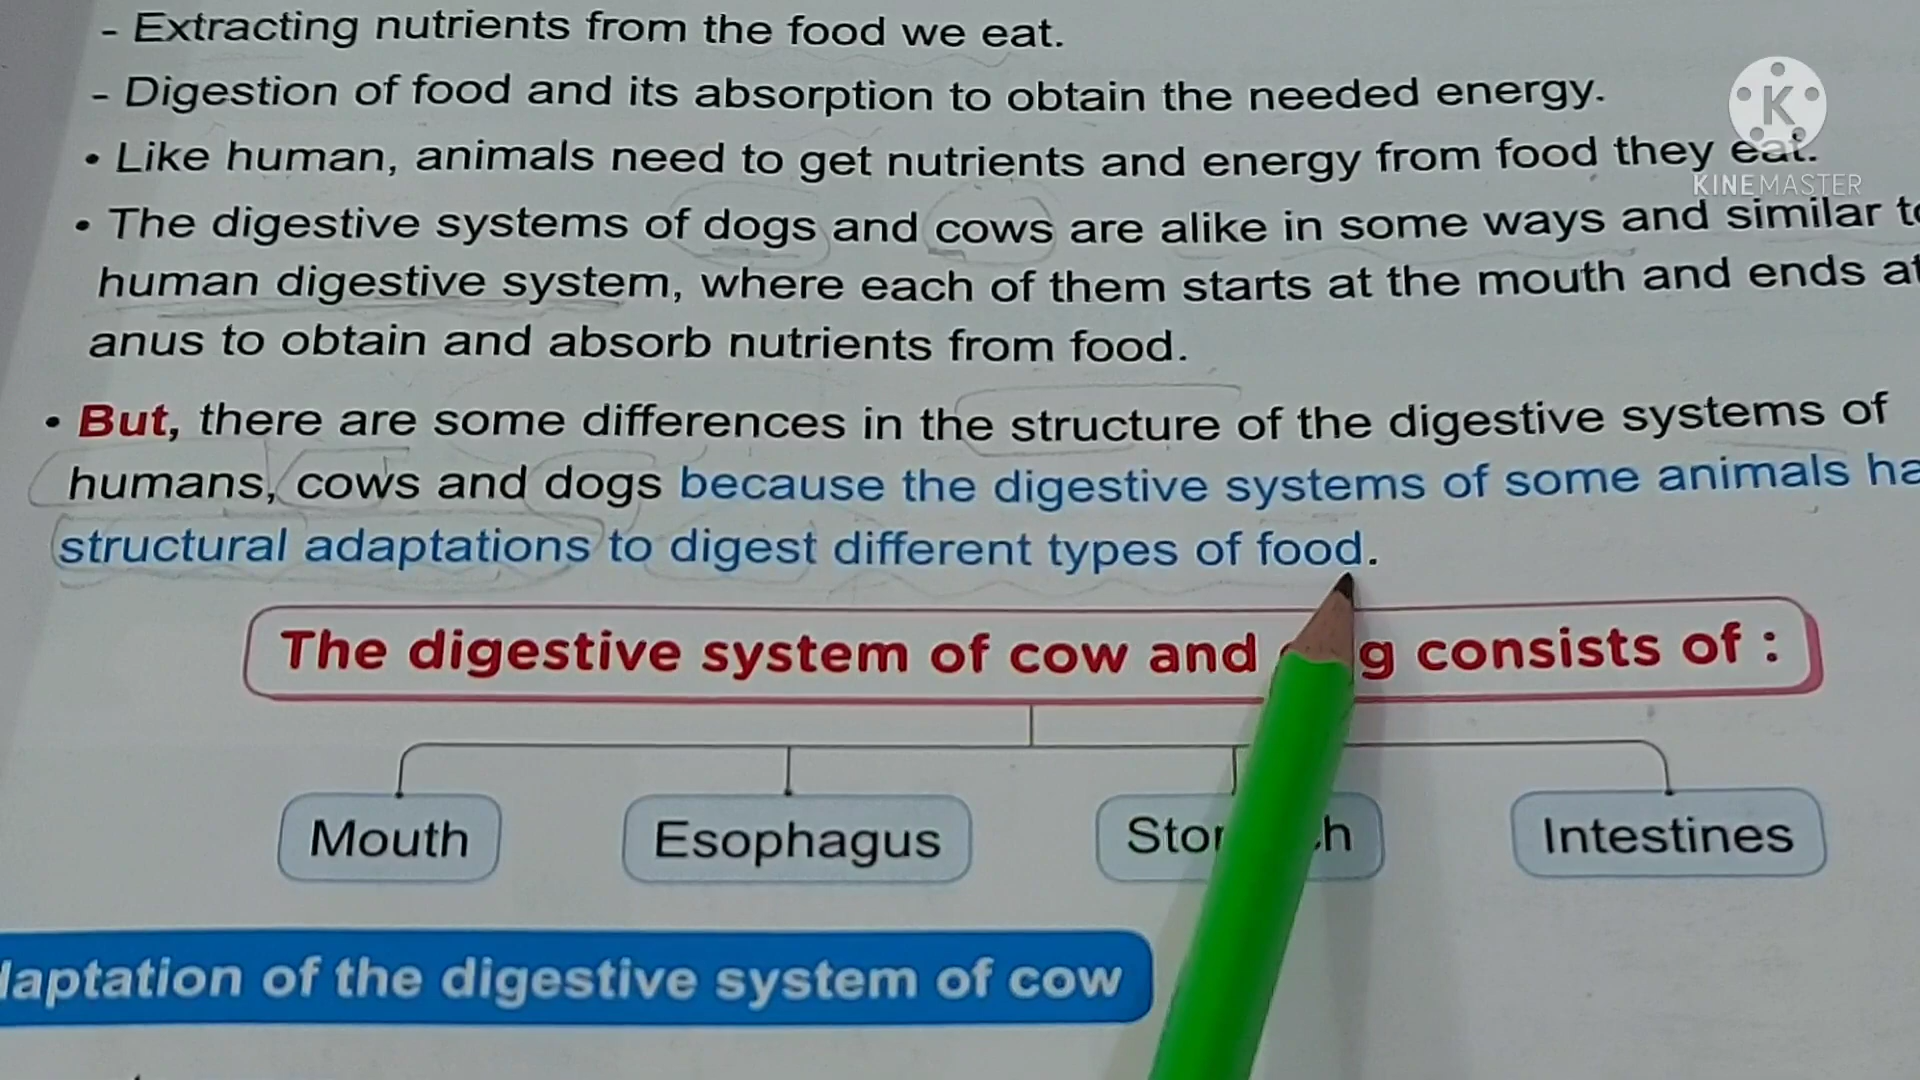 - Extracting nutrients from the food we eat.
- Digestion of food and its absorption to obtain the needed energy.
• Like human, animals need to get nutrients and energy from food they eat.
KINEMASTER
• The digestive systems of dogs and cows are alike in some ways and similar to
human digestive system, where each of them starts at the mouth and ends at
anus to obtain and absorb nutrients from food.
• But, there are some differences in the structure of the digestive systems of
humans, cows and dogs because the digestive systems of some animals
structural adaptations to digest different types of food.
The digestive system of cow and consists of :
Mouth Esophagus Intestines
of the digestive system of cow